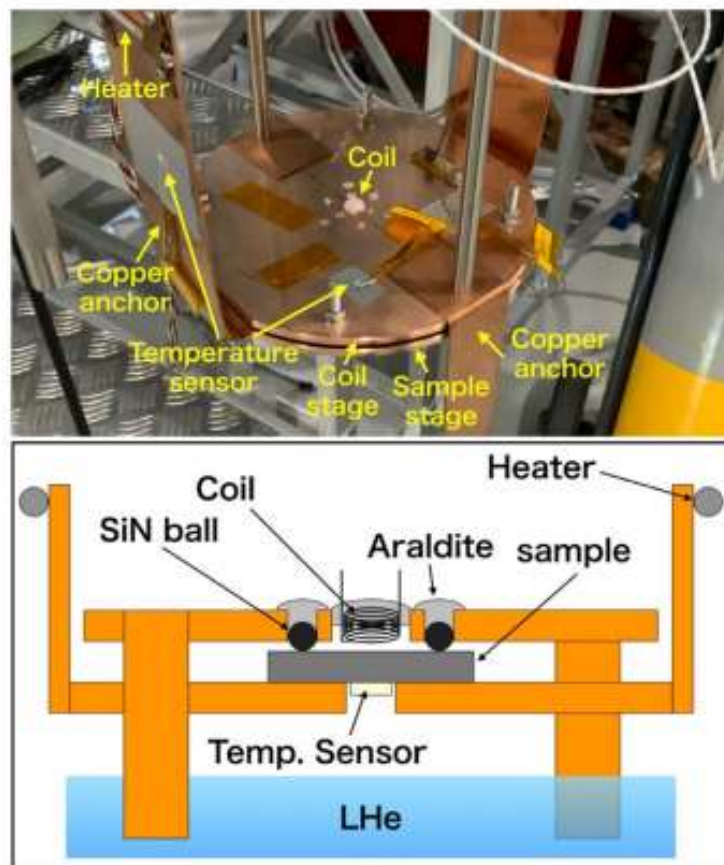 Heater
Coil
Copper
anchor
Temperature
sensor
Coil
stage
Sample
stage
Copper
anchor
Coil
Heater
SiN ball
Araldite
sample
Temp. Sensor
LHe